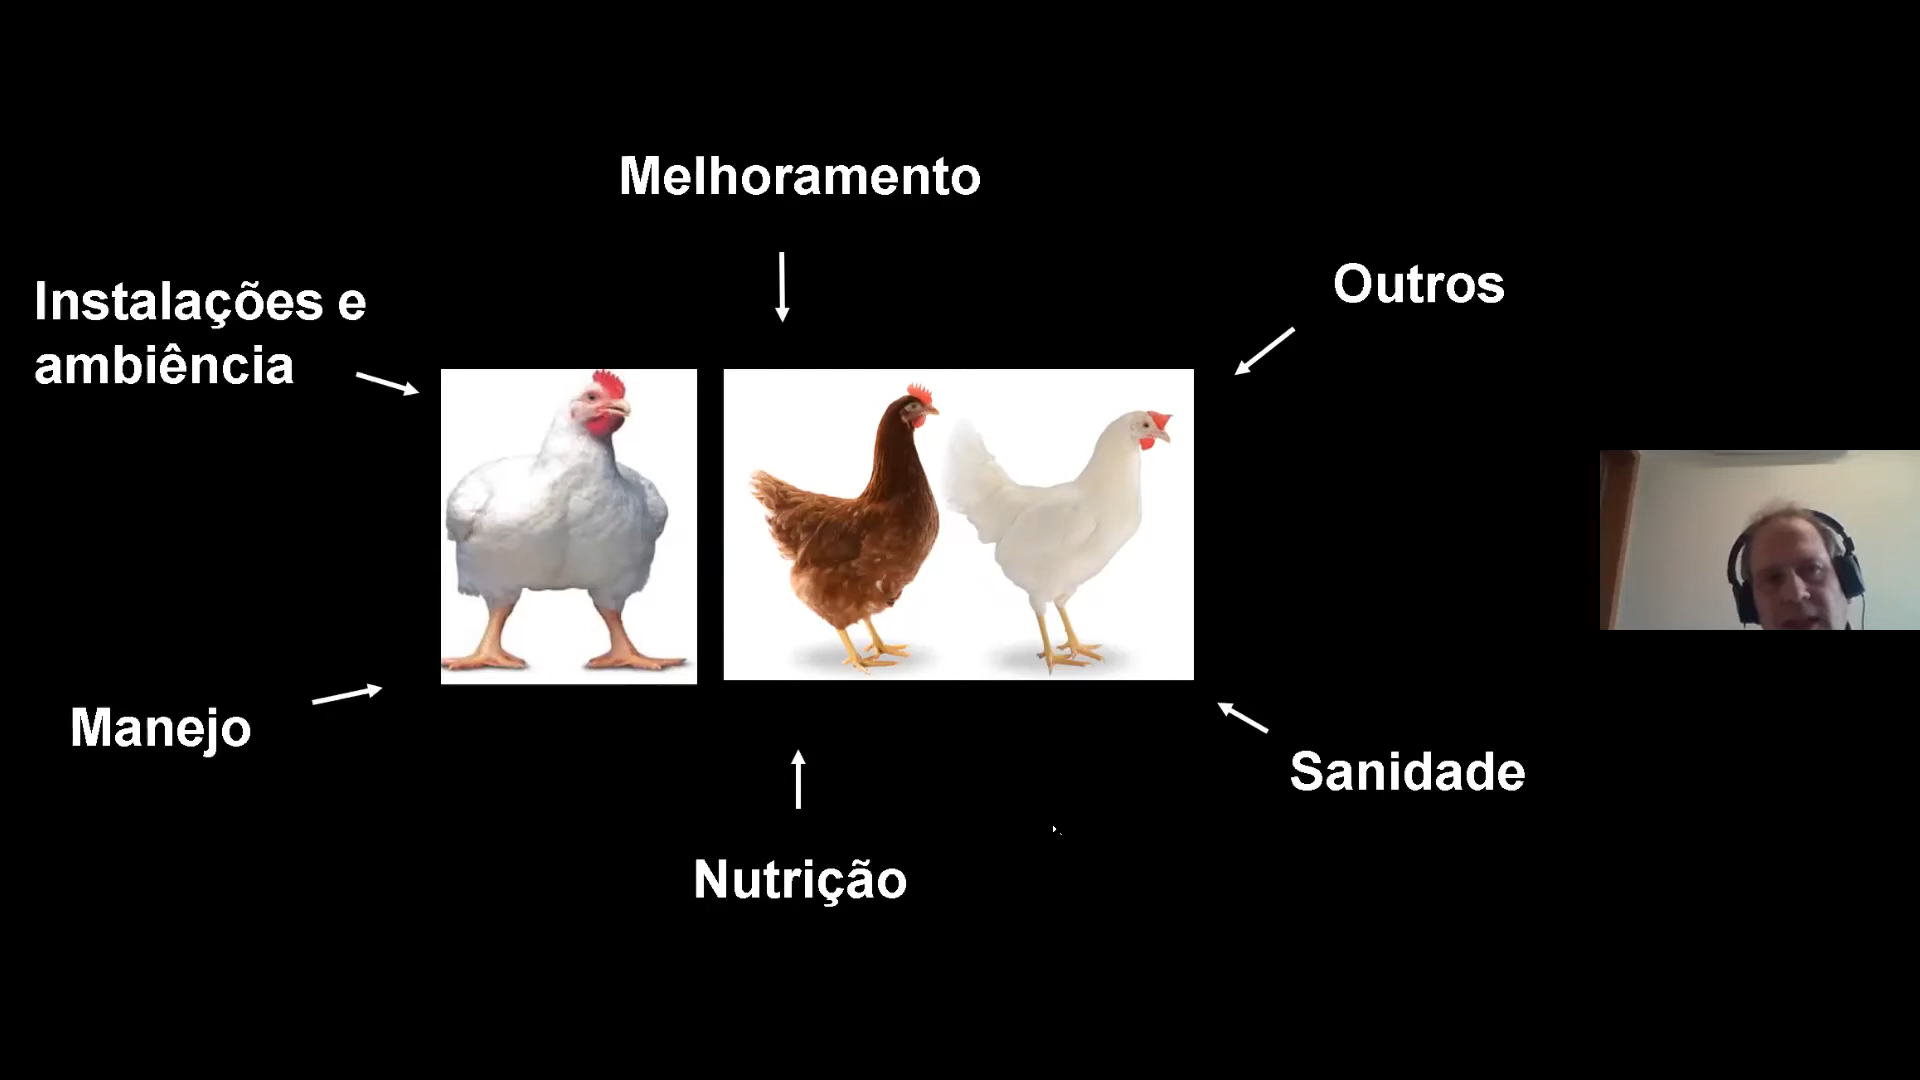 Melhoramento
Instalações e
ambiência
Outros
Manejo
Sanidade
Nutrição